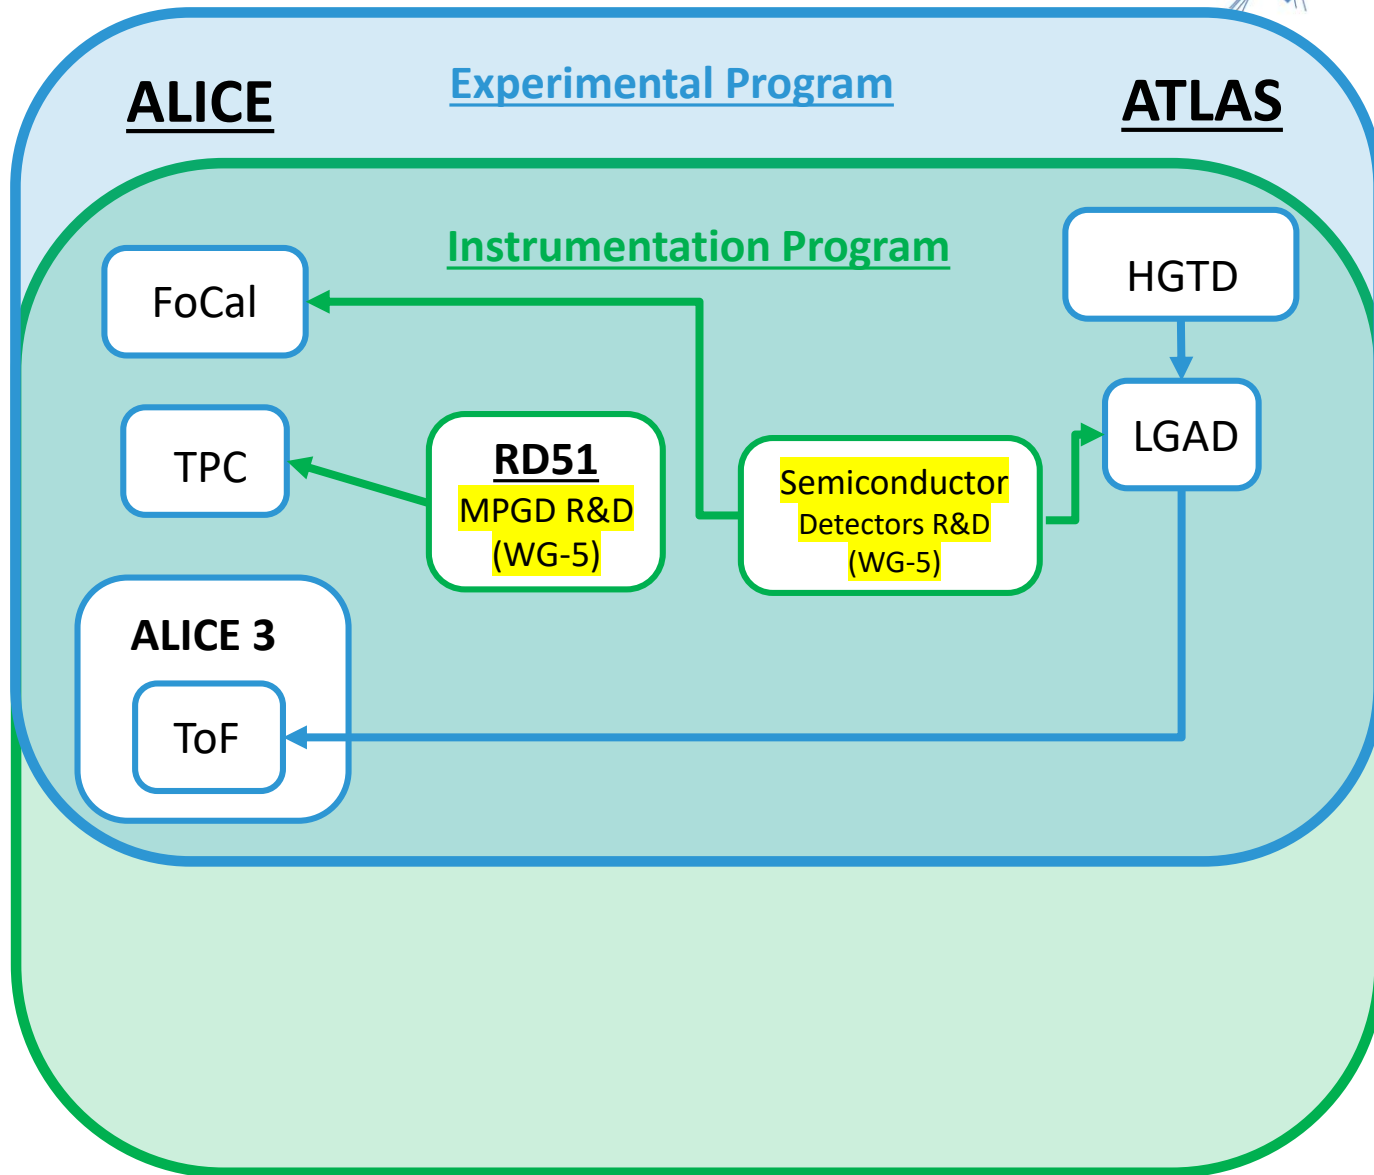 Experimental Program
ALICE
ATLAS
Instrumentation Program
FoCal
HGTD
TPC
RD51
MPGD R&D
(WG-5)
Semiconductor
Detectors R&D
(WG-5)
LGAD
ALICE 3
ToF